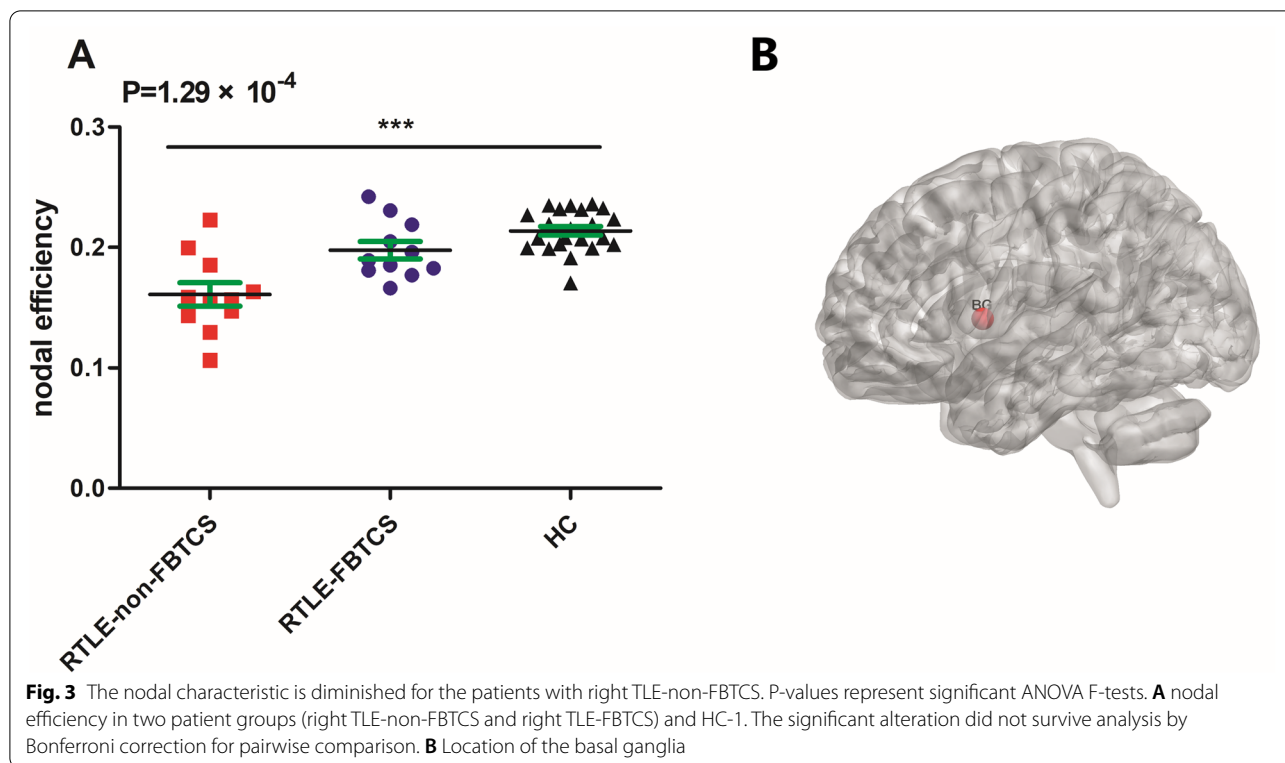 A
B
P=1.29 × 10-4
***
0.3
0.2
0.1
0.0
nodal efficiency
RTLE-non-FBTCS
RTLE-FBTCS
HC
BG
Fig. 3 The nodal characteristic is diminished for the patients with right TLE-non-FBTCS. P-values represent significant ANOVA F-tests. A nodal
efficiency in two patient groups (right TLE-non-FBTCS and right TLE-FBTCS) and HC-1. The significant alteration did not survive analysis by
Bonferroni correction for pairwise comparison. B Location of the basal ganglia